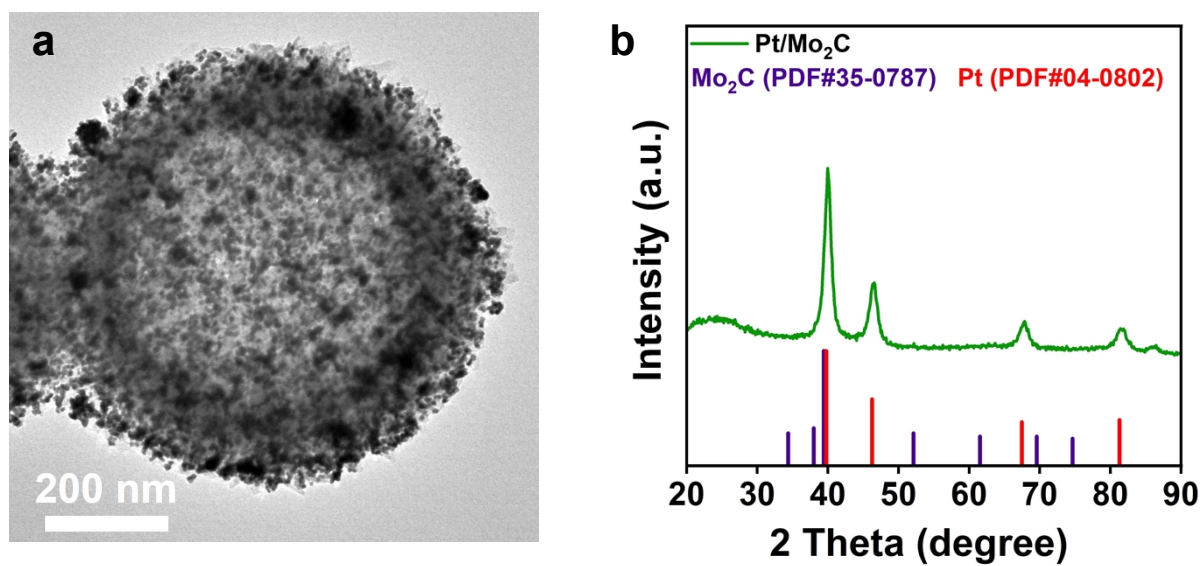 a
200 nm
b
Pt/Mo₂C
Mo₂C (PDF#35-0787) Pt (PDF#04-0802)
Intensity (a.u.)
20 30 40 50 60 70 80 90
2 Theta (degree)